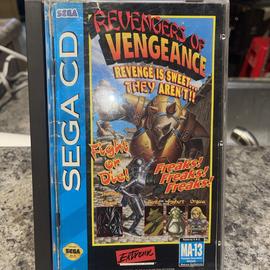 SEGA
SEGA CD
REVENGERS OF
VENGEANCE
REVENGE IS SWEET...
THEY AREN'T!!
Fight
or
Die!
Freaks!
Freaks!
Freaks!
MA-13
EXTREME
SEGA